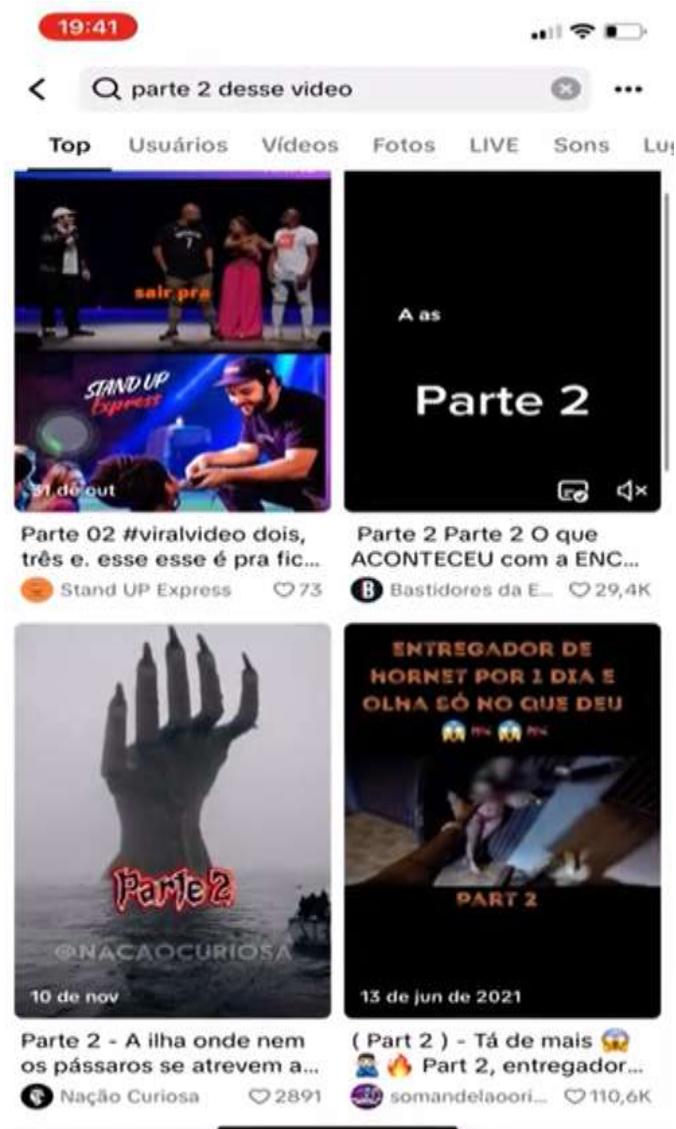 19:41
parte 2 desse video
Top Usuários Vídeos Fotos LIVE Sons Lug
sair pra
STAND UP
Express
31 de out
Parte 02 #viralvideo dois,
três e. esse esse é pra fic...
Stand UP Express 73
A as
Parte 2
Parte 2 Parte 2 O que
ACONTECEU com a ENC...
B Bastidores da E... 29,4K
Parte 2
@NACAOCURIOSA
10 de nov
Parte 2 - A ilha onde nem
os pássaros se atrevem a...
Nação Curiosa 2891
ENTREGADOR DE
HORNET POR 1 DIA E
OLHA SÓ NO QUE DEU
PART 2
13 de jun de 2021
( Part 2 ) - Tá de mais 😱
🤦🏻‍♂️ 🔥 Part 2, entregador...
somandelaoori... 110,6K